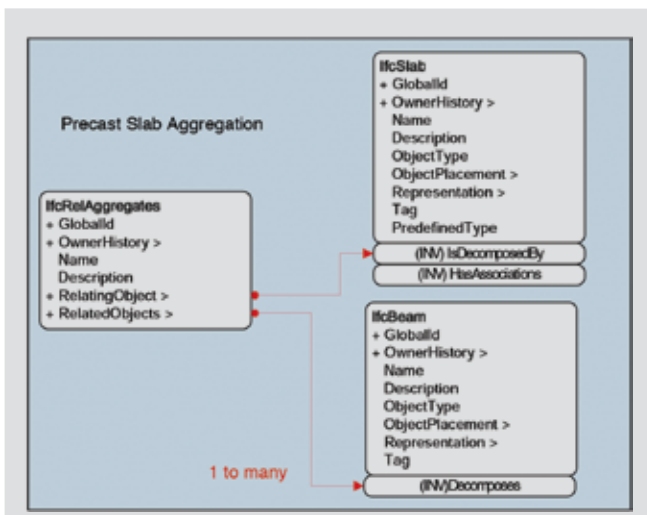 Precast Slab Aggregation
IfcRelAggregates
+ GlobalId
+ OwnerHistory >
Name
Description
+ RelatingObject >
+ RelatedObjects >
IfcSlab
+ GlobalId
+ OwnerHistory >
Name
Description
ObjectType
ObjectPlacement >
Representation >
Tag
PredefinedType
(INV) IsDecomposedBy
(INV) HasAssociations
IfcBeam
+ GlobalId
+ OwnerHistory >
Name
Description
ObjectType
ObjectPlacement >
Representation >
Tag
(INV)Decomposes
1 to many